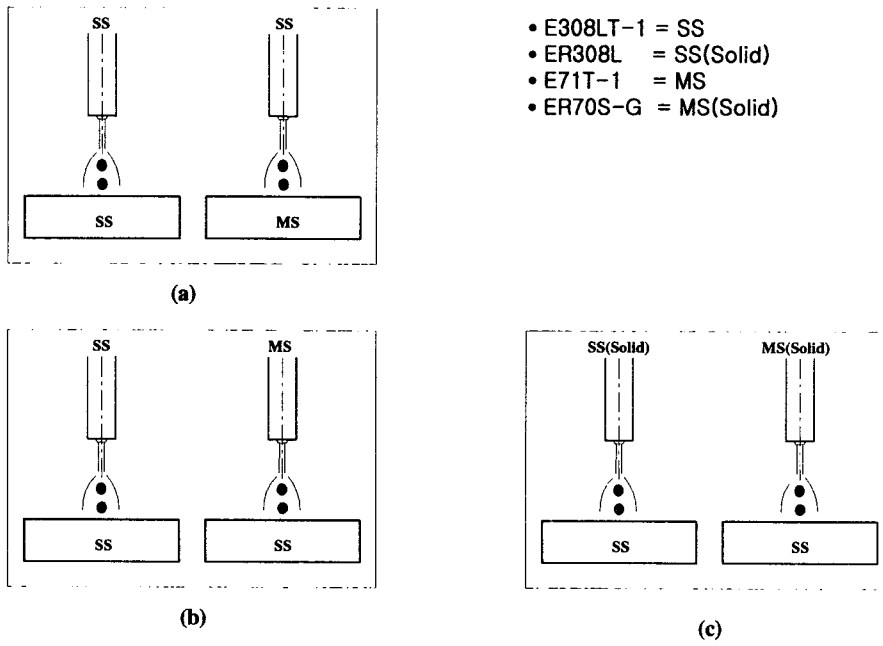 SS SS
• E308LT-1 = SS
• ER308L = SS(Solid)
• E71T-1 = MS
• ER70S-G = MS(Solid)
SS MS
(a)
SS MS
SS SS
(b)
SS(Solid) MS(Solid)
SS SS
(c)